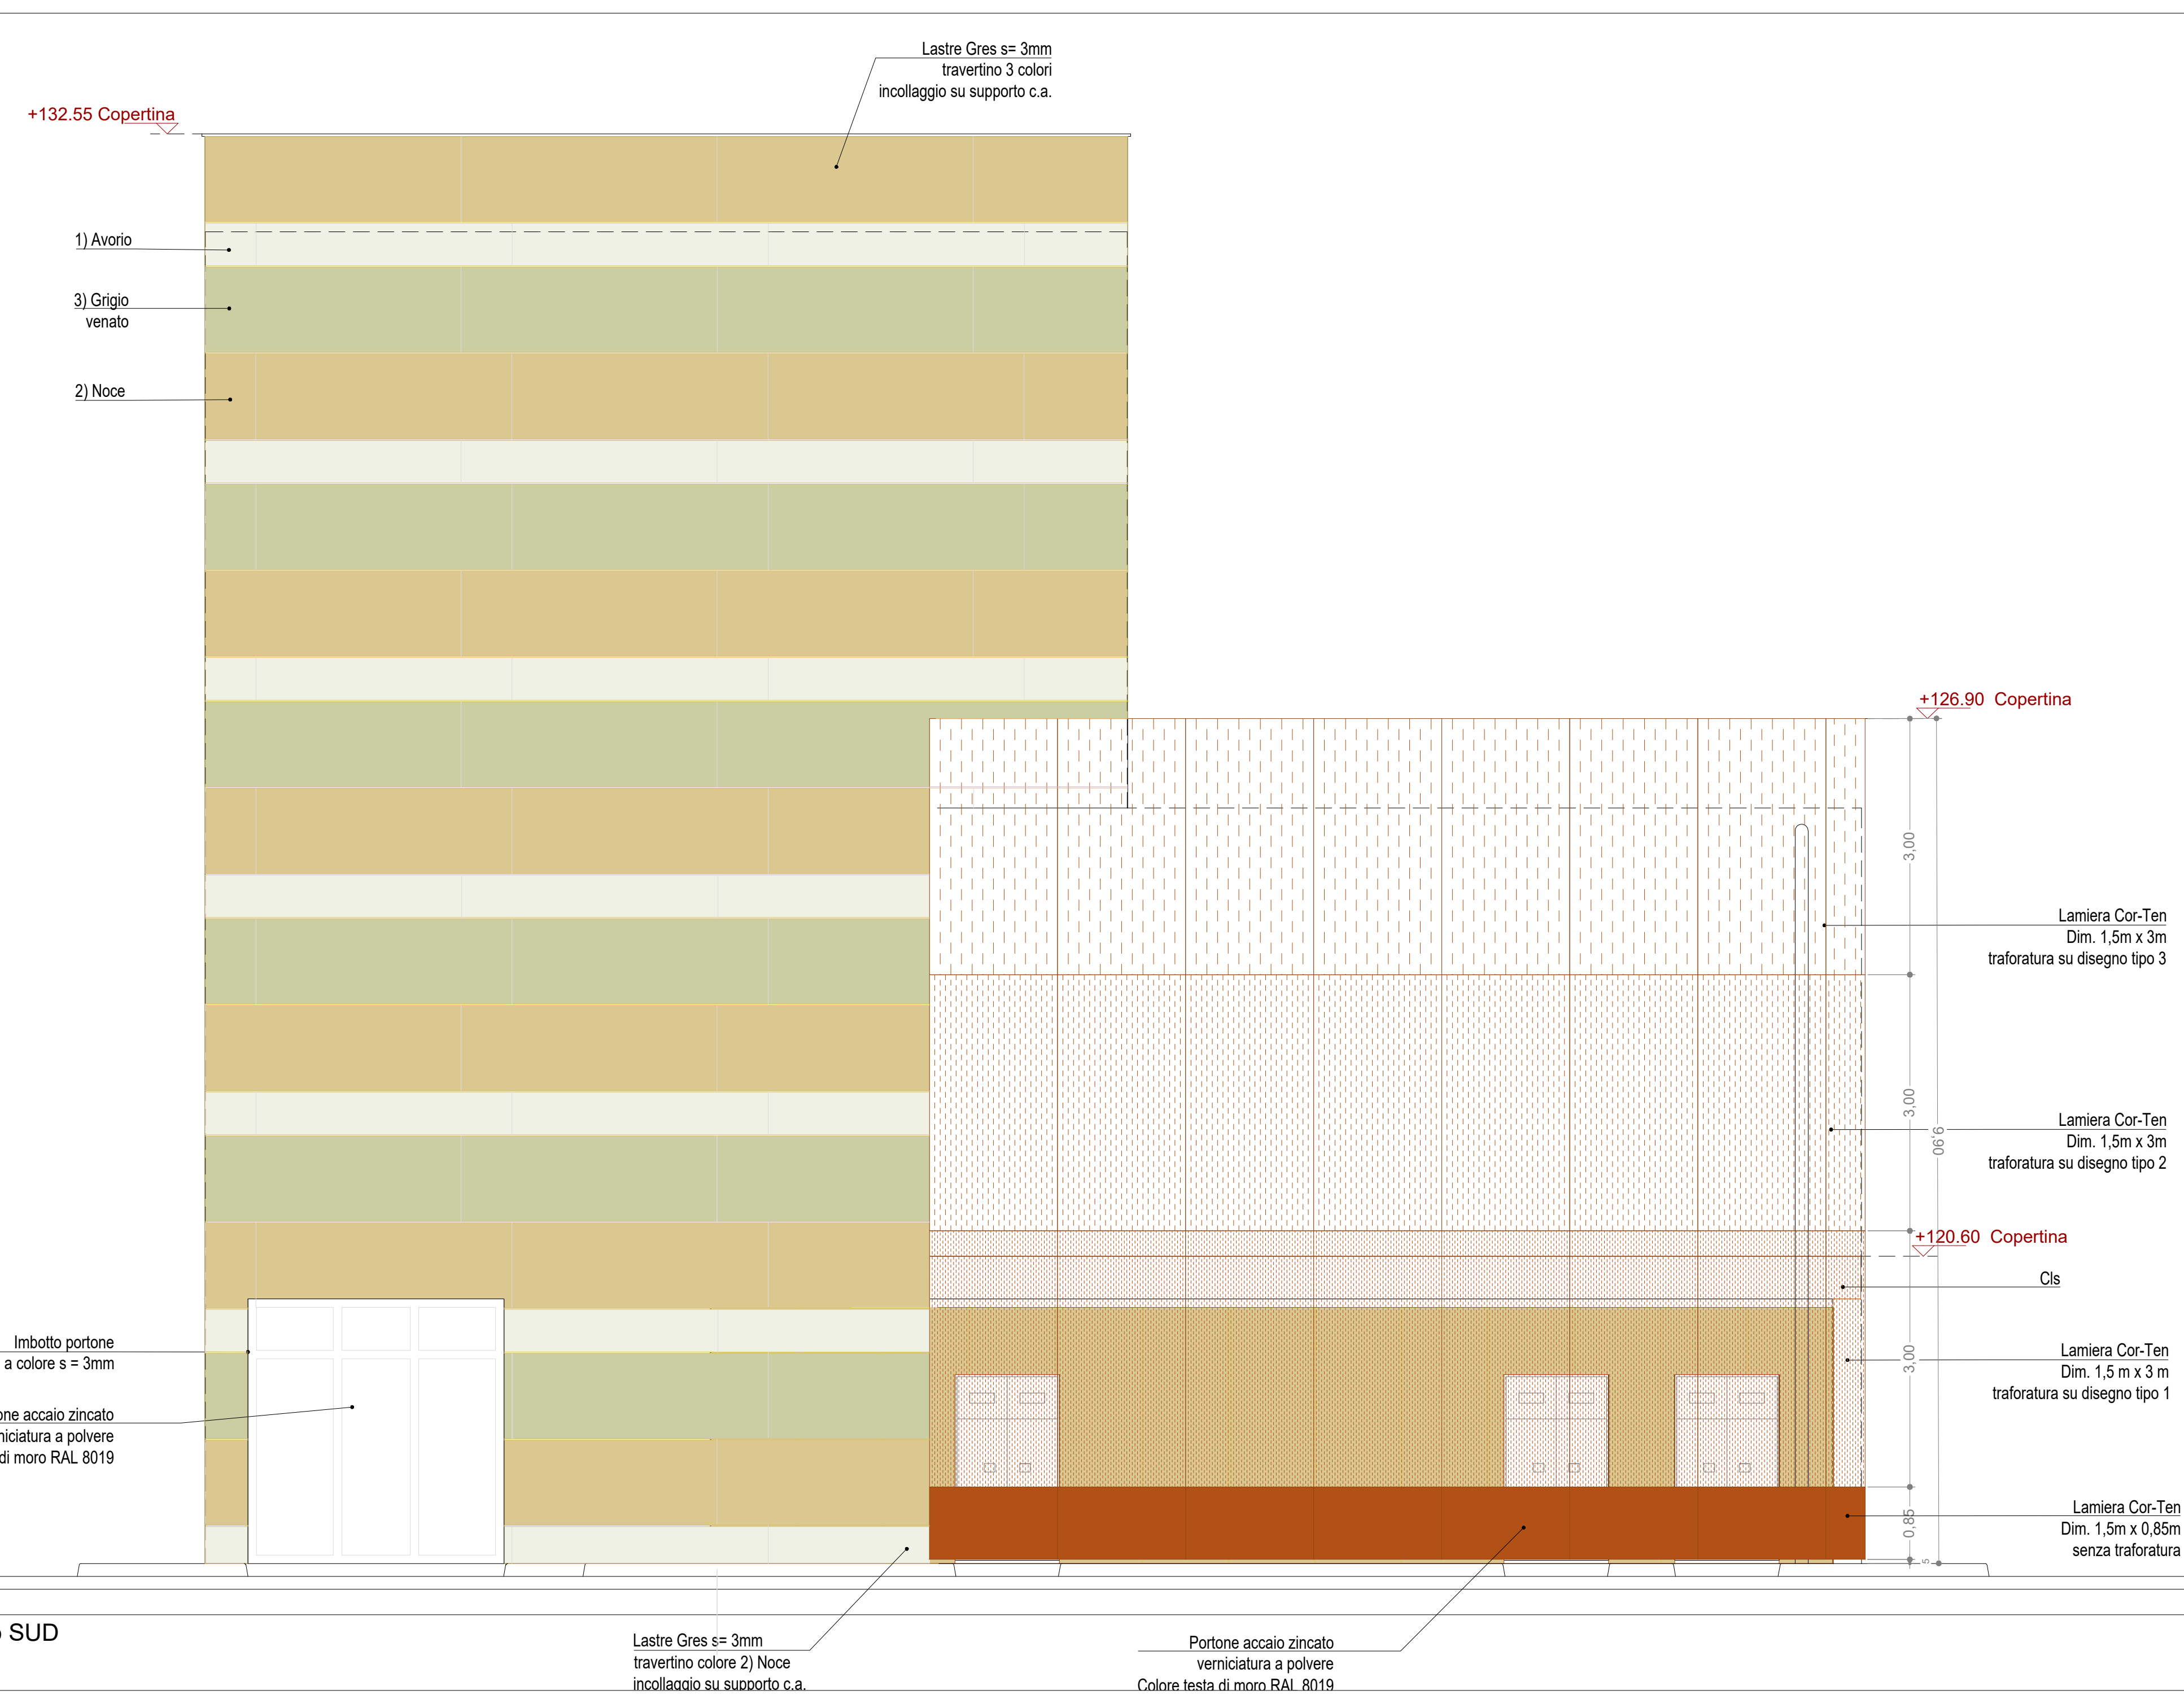 Lastre Gres s= 3mm
travertino 3 colori
incollaggio su supporto c.a.
+132.55 Copertina
1) Avorio
3) Grigio
venato
2) Noce
+126.90 Copertina
3,00
Lamiera Cor-Ten
Dim. 1,5m x 3m
traforatura su disegno tipo 3
3,00
9,90
Lamiera Cor-Ten
Dim. 1,5m x 3m
traforatura su disegno tipo 2
+120.60 Copertina
Cls
Imbotto portone
a colore s = 3mm
3,00
Lamiera Cor-Ten
Dim. 1,5 m x 3 m
traforatura su disegno tipo 1
one accaio zincato
niciatura a polvere
di moro RAL 8019
0,85
Lamiera Cor-Ten
Dim. 1,5m x 0,85m
senza traforatura
5
SUD
Lastre Gres s= 3mm
travertino colore 2) Noce
incollaggio su supporto c.a.
Portone accaio zincato
verniciatura a polvere
Colore testa di moro RAL 8019